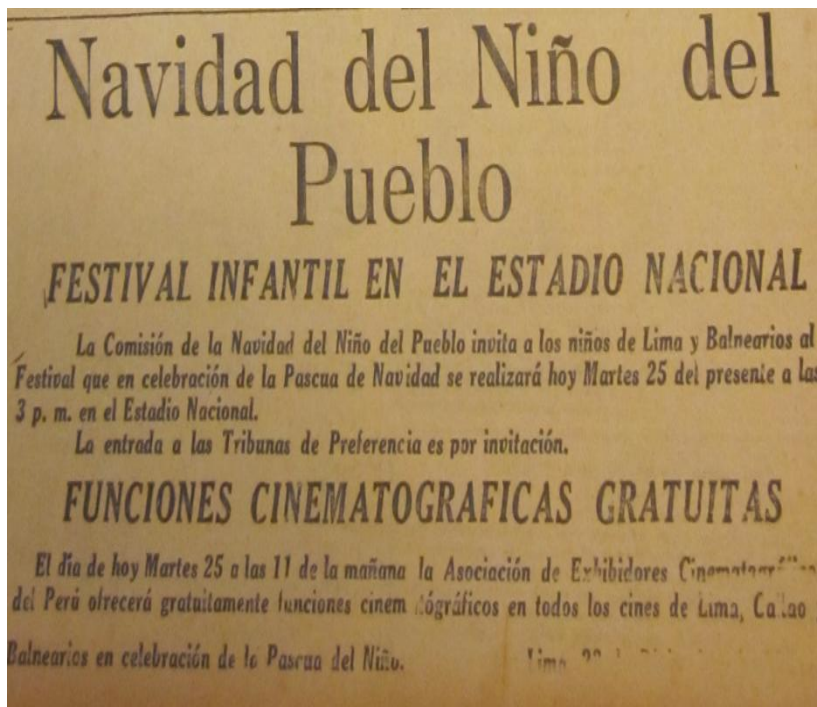 Navidad del Niño del
Pueblo
FESTIVAL INFANTIL EN EL ESTADIO NACIONAL
La Comisión de la Navidad del Niño del Pueblo invita a los niños de Lima y Balnearios al
Festival que en celebración de la Pascua de Navidad se realizará hoy Martes 25 del presente a las
3 p. m. en el Estadio Nacional.
La entrada a las Tribunas de Preferencia es por invitación.
FUNCIONES CINEMATOGRAFICAS GRATUITAS
El día de hoy Martes 25 a las 11 de la mañana la Asociación de Exhibidores
del Perú ofrecerá gratuitamente funciones en todos los cines de Lima, Callao
Balnearios en celebración de la Pascua del Niño. Lima